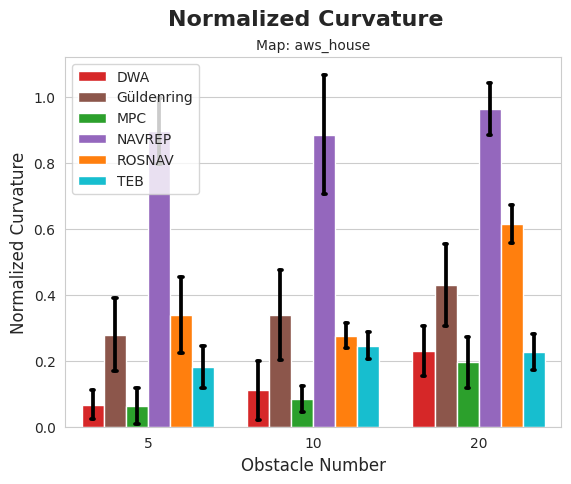 Normalized Curvature
Map: aws_house
DWA
Güldenring
MPC
NAVREP
ROSNAV
TEB
Normalized Curvature
1.0
0.8
0.6
0.4
0.2
0.0
5 10 20
Obstacle Number